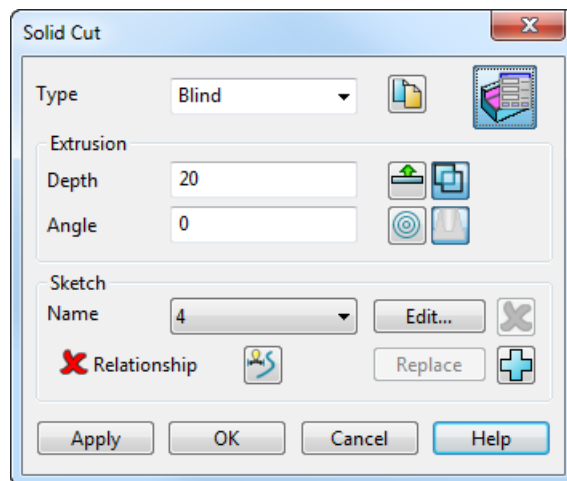 Solid Cut
Type Blind
Extrusion
Depth 20
Angle 0
Sketch
Name 4 Edit...
Relationship Replace
Apply OK Cancel Help